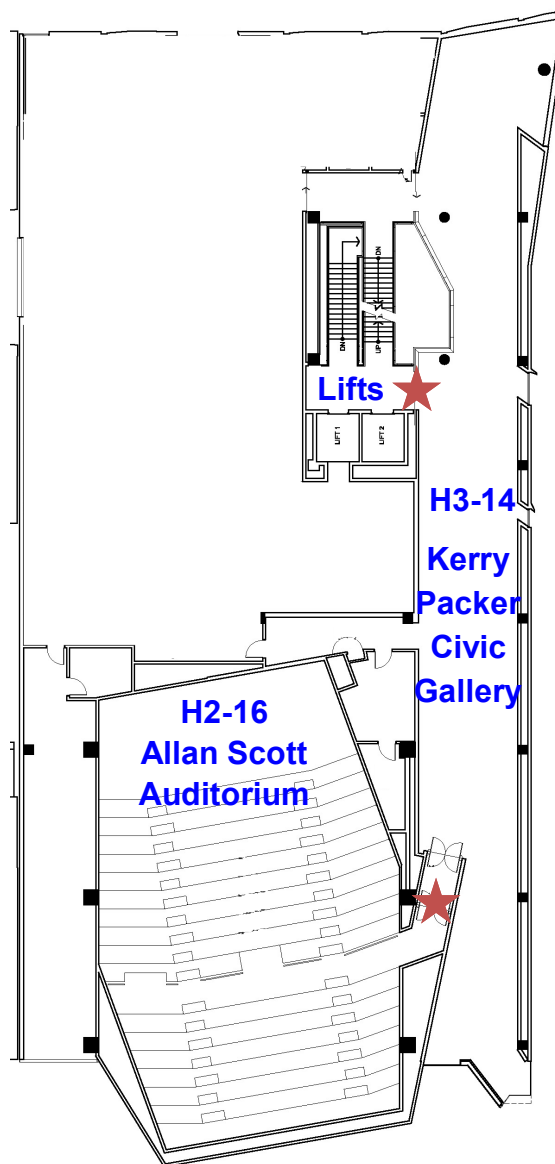 DN
DN
UP
Lifts
LIFT 1
LIFT 2
H3-14
Kerry
Packer
Civic
Gallery
H2-16
Allan Scott
Auditorium